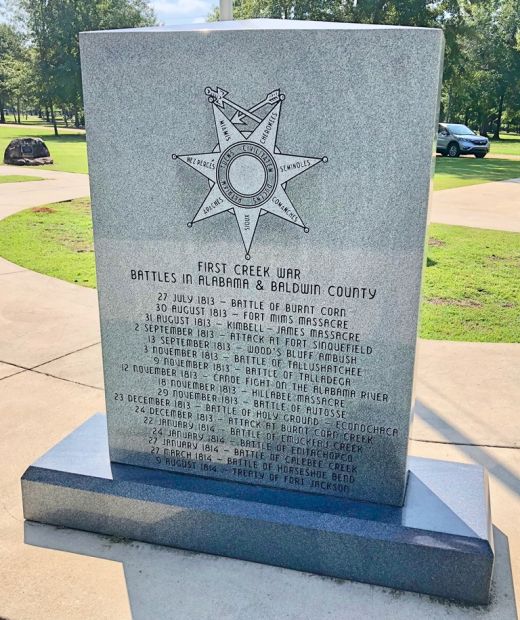 MIAMIS
CHEROKEES
NEZ PERCES
SEMINOLES
APACHES
COMANCHES
SIOUX
FIRST CREEK WAR
BATTLES IN ALABAMA & BALDWIN COUNTY
27 JULY 1813 - BATTLE OF BURNT CORN
30 AUGUST 1813 - FORT MIMS MASSACRE
31 AUGUST 1813 - KIMBELL - JAMES MASSACRE
2 SEPTEMBER 1813 - ATTACK AT FORT SINQUEFIELD
13 SEPTEMBER 1813 - WOOD'S BLUFF AMBUSH
3 NOVEMBER 1813 - BATTLE OF TALLUSHATCHEE
9 NOVEMBER 1813 - BATTLE OF TALLADEGA
12 NOVEMBER 1813 - CANOE FIGHT ON THE ALABAMA RIVER
18 NOVEMBER 1813 - HILLABEE MASSACRE
29 NOVEMBER 1813 - BATTLE OF AUTOSSE
23 DECEMBER 1813 - BATTLE OF HOLY GROUND - ECONOCHACA
24 DECEMBER 1813 - ATTACK AT BURNT CORN CREEK
22 JANUARY 1814 - BATTLE OF EMUCKFA'S CREEK
24 JANUARY 1814 - BATTLE OF ENITACHOPCO
27 JANUARY 1814 - BATTLE OF CALEBEE CREEK
27 MARCH 1814 - BATTLE OF HORSESHOE BEND
9 AUGUST 1814 - TREATY OF FORT JACKSON